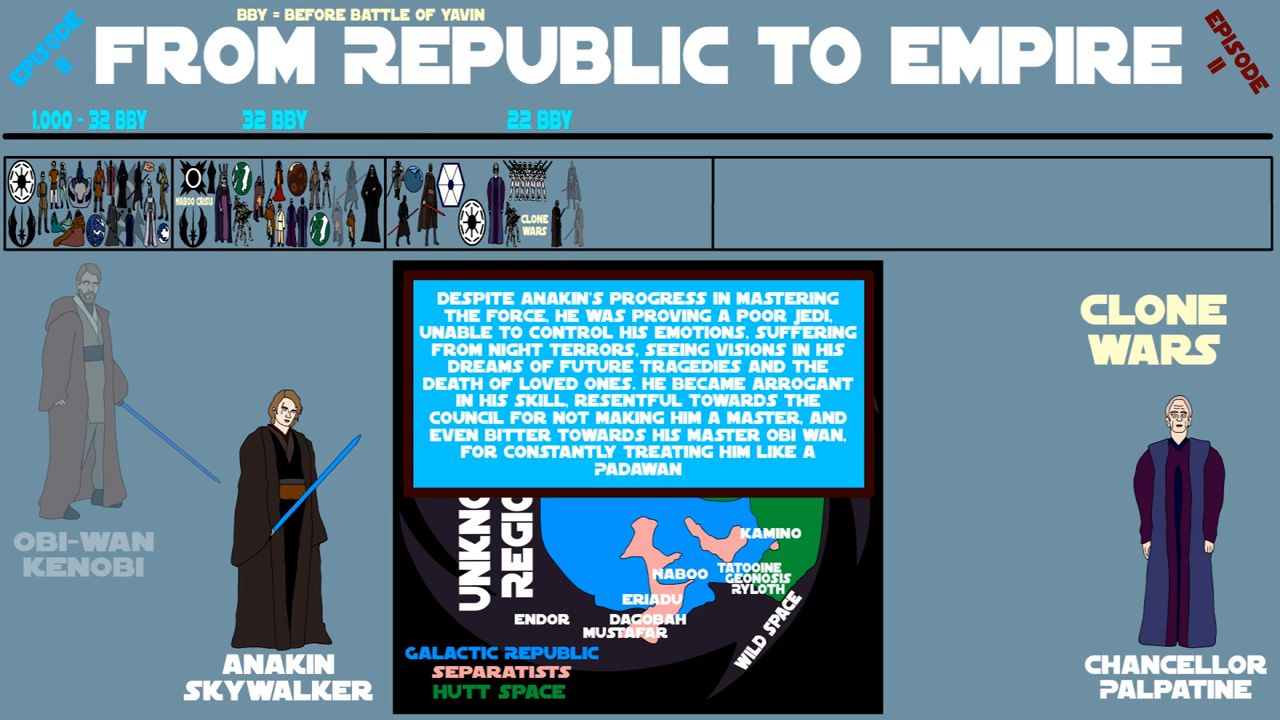 BBY = BEFORE BATTLE OF YAVIN
EPISODE
II
FROM REPUBLIC TO EMPIRE
EPISODE
II
1.000 - 32 BBY
32 BBY
22 BBY
NABOO CRISIS
CLONE
WARS
DESPITE ANAKIN'S PROGRESS IN MASTERING
THE FORCE, HE WAS PROVING A POOR JEDI,
UNABLE TO CONTROL HIS EMOTIONS, SUFFERING
FROM NIGHT TERRORS, SEEING VISIONS IN HIS
DREAMS OF FUTURE TRAGEDIES AND THE
DEATH OF LOVED ONES. HE BECAME ARROGANT
IN HIS SKILL, RESENTFUL TOWARDS THE
COUNCIL FOR NOT MAKING HIM A MASTER, AND
EVEN BITTER TOWARDS HIS MASTER OBI WAN,
FOR CONSTANTLY TREATING HIM LIKE A
PADAWAN
CLONE
WARS
OBI-WAN
KENOBI
ANAKIN
SKYWALKER
UNKNO
REGIO
KAMINO
NABOO
TATOOINE
GEONOSIS
RYLOTH
ERIADU
ENDOR
DAGOBAH
MUSTAFAR
WILD SPACE
GALACTIC REPUBLIC
SEPARATISTS
HUTT SPACE
CHANCELLOR
PALPATINE